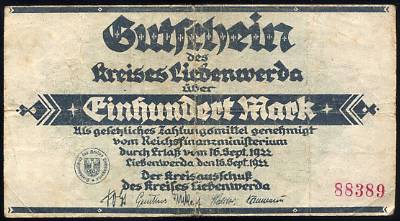 Gutschein
des
Kreises Liebenwerda
über
Einhundert Mark
Als gesetzliches Zahlungsmittel genehmigt
vom Reichsfinanzministerium
durch Erlaß vom 16. Sept. 1922
Liebenwerda, den 16. Sept. 1922
Der Kreisausschuß
des Kreises Liebenwerda
88389